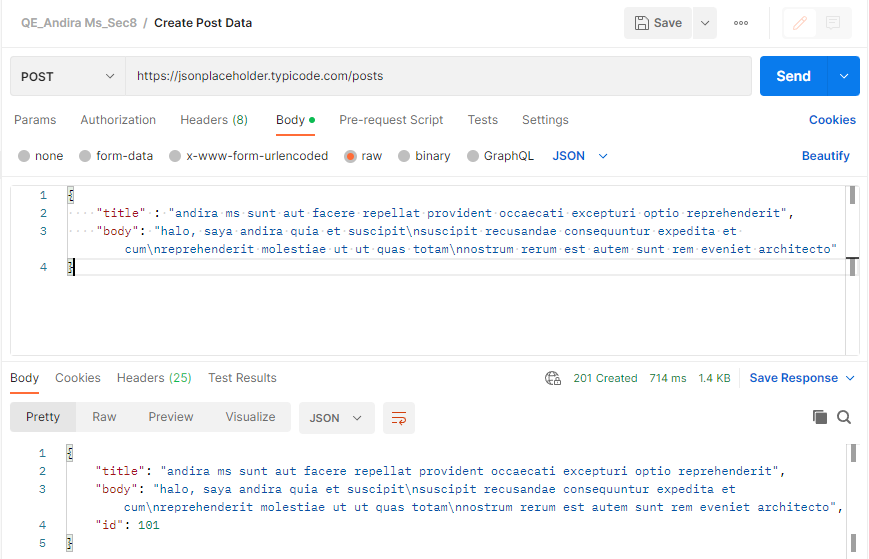 QE_Andira Ms_Sec8 / Create Post Data
Save
POST
https://jsonplaceholder.typicode.com/posts
Send
Params Authorization Headers (8) Body Pre-request Script Tests Settings Cookies
none form-data x-www-form-urlencoded raw binary GraphQL JSON Beautify
1 {
2 "title" : "andira ms sunt aut facere repellat provident occaecati excepturi optio reprehenderit",
3 "body": "halo, saya andira quia et suscipit\nsuscipit recusandae consequuntur expedita et
cum\nreprehenderit molestiae ut ut quas totam\nnostrum rerum est autem sunt rem eveniet architecto"
4 }
Body Cookies Headers (25) Test Results 201 Created 714 ms 1.4 KB Save Response
Pretty Raw Preview Visualize JSON
1 {
2 "title": "andira ms sunt aut facere repellat provident occaecati excepturi optio reprehenderit",
3 "body": "halo, saya andira quia et suscipit\nsuscipit recusandae consequuntur expedita et
cum\nreprehenderit molestiae ut ut quas totam\nnostrum rerum est autem sunt rem eveniet architecto",
4 "id": 101
5 }